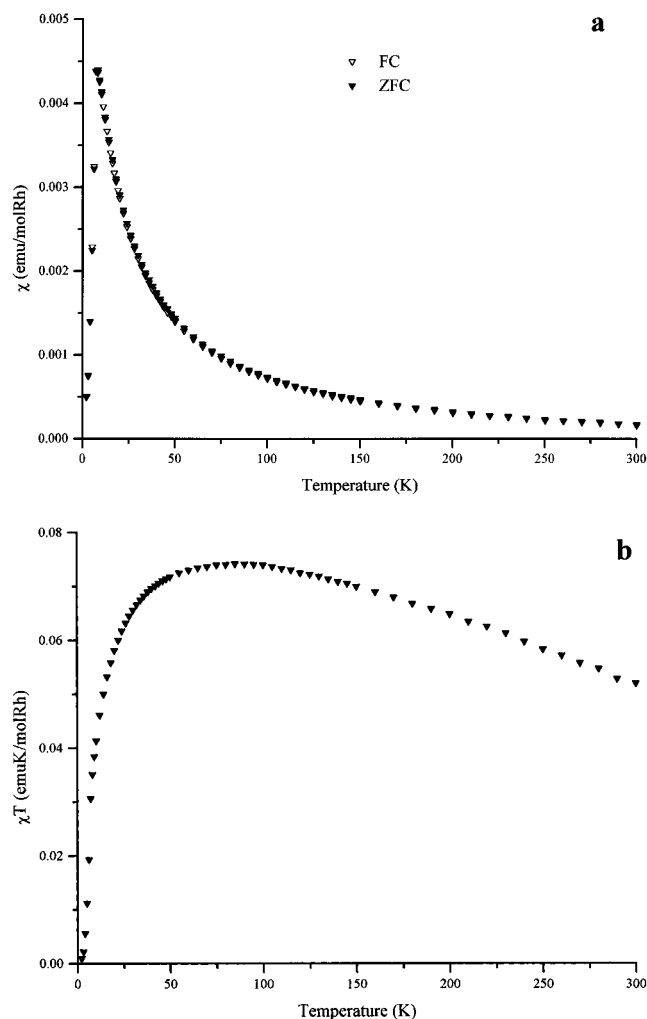 a
0.005
FC
ZFC
0.004
0.003
0.002
0.001
0.000
χ (emu/molRh)
0 50 100 150 200 250 300
Temperature (K)
b
0.08
0.06
0.04
0.02
0.00
χT (emuK/molRh)
0 50 100 150 200 250 300
Temperature (K)